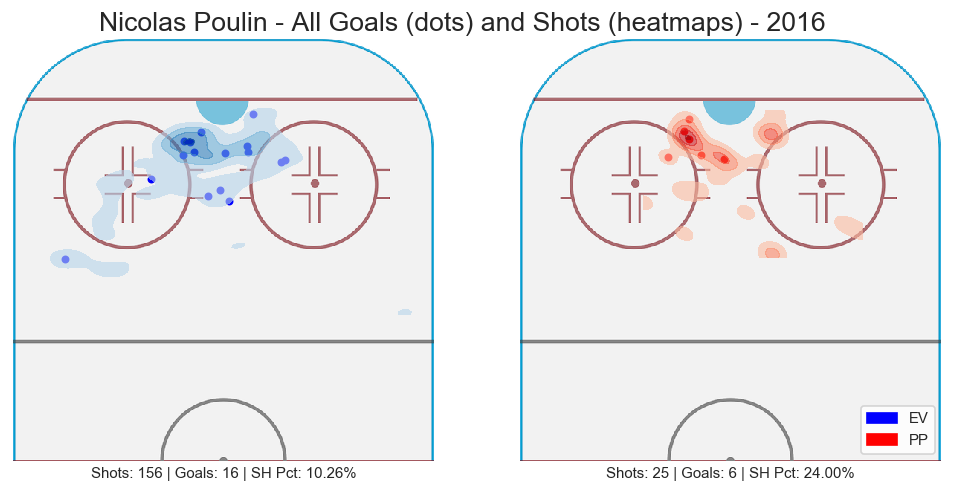 Nicolas Poulin - All Goals (dots) and Shots (heatmaps) - 2016
EV
PP
Shots: 156 | Goals: 16 | SH Pct: 10.26%
Shots: 25 | Goals: 6 | SH Pct: 24.00%